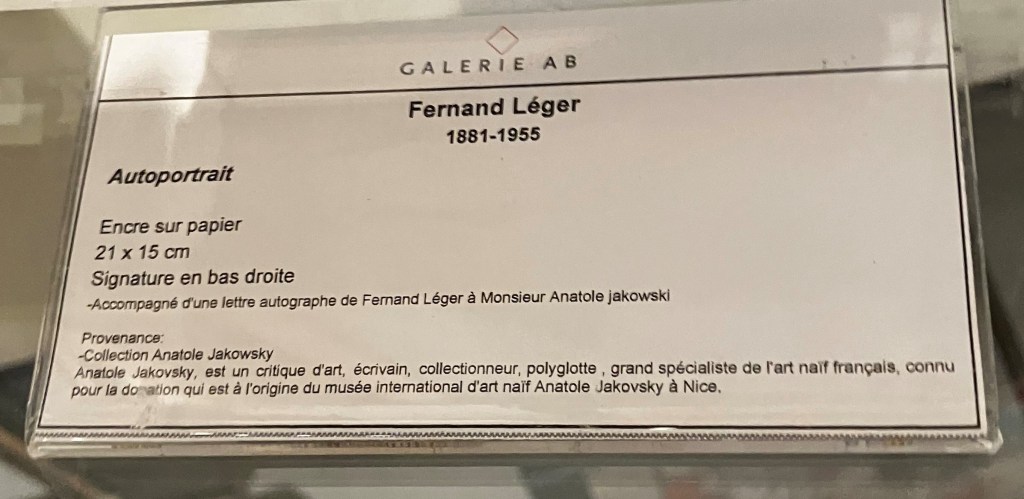 GALERIE AB
Fernand Léger
1881-1955
Autoportrait
Encre sur papier
21 x 15 cm
Signature en bas droite
-Accompagné d'une lettre autographe de Fernand Léger à Monsieur Anatole jakowski
Provenance:
-Collection Anatole Jakowsky
Anatole Jakovsky, est un critique d'art, écrivain, collectionneur, polyglotte , grand spécialiste de l'art naïf français, connu
pour la donation qui est à l'origine du musée international d'art naïf Anatole Jakovsky à Nice.